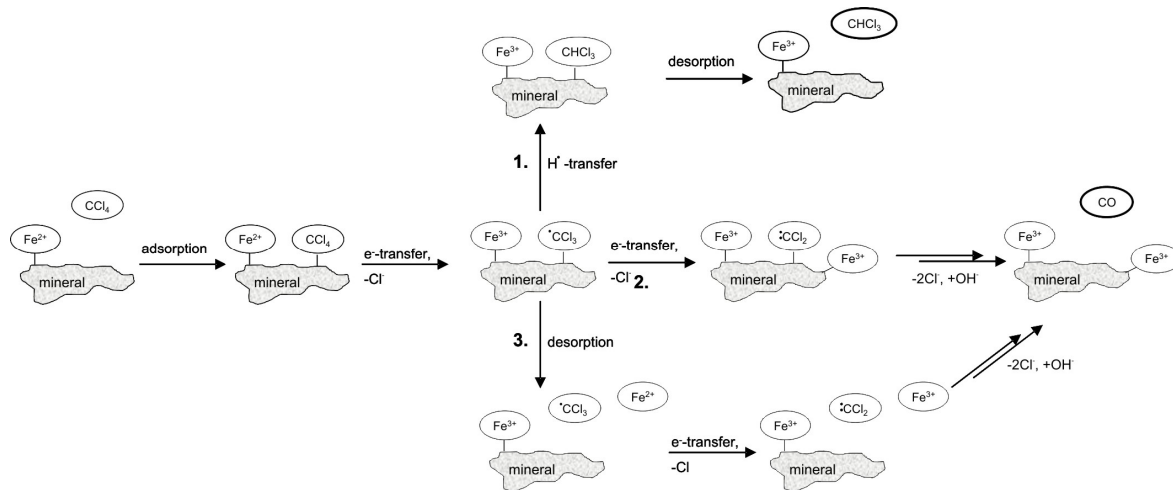 CHCl₃
Fe³⁺
CHCl₃
Fe³⁺
desorption
mineral
mineral
1.
H•-transfer
CCl₄
CO
Fe²⁺
adsorption
Fe²⁺
CCl₄
e⁻-transfer,
-Cl⁻
Fe³⁺
•CCl₃
e⁻-transfer,
-Cl⁻
2.
Fe³⁺
:CCl₂
Fe³⁺
-2Cl⁻, +OH⁻
Fe³⁺
Fe³⁺
mineral
mineral
mineral
mineral
mineral
3.
desorption
-2Cl⁻, +OH⁻
Fe³⁺
•CCl₃
Fe²⁺
e⁻-transfer,
-Cl
Fe³⁺
:CCl₂
Fe³⁺
mineral
mineral